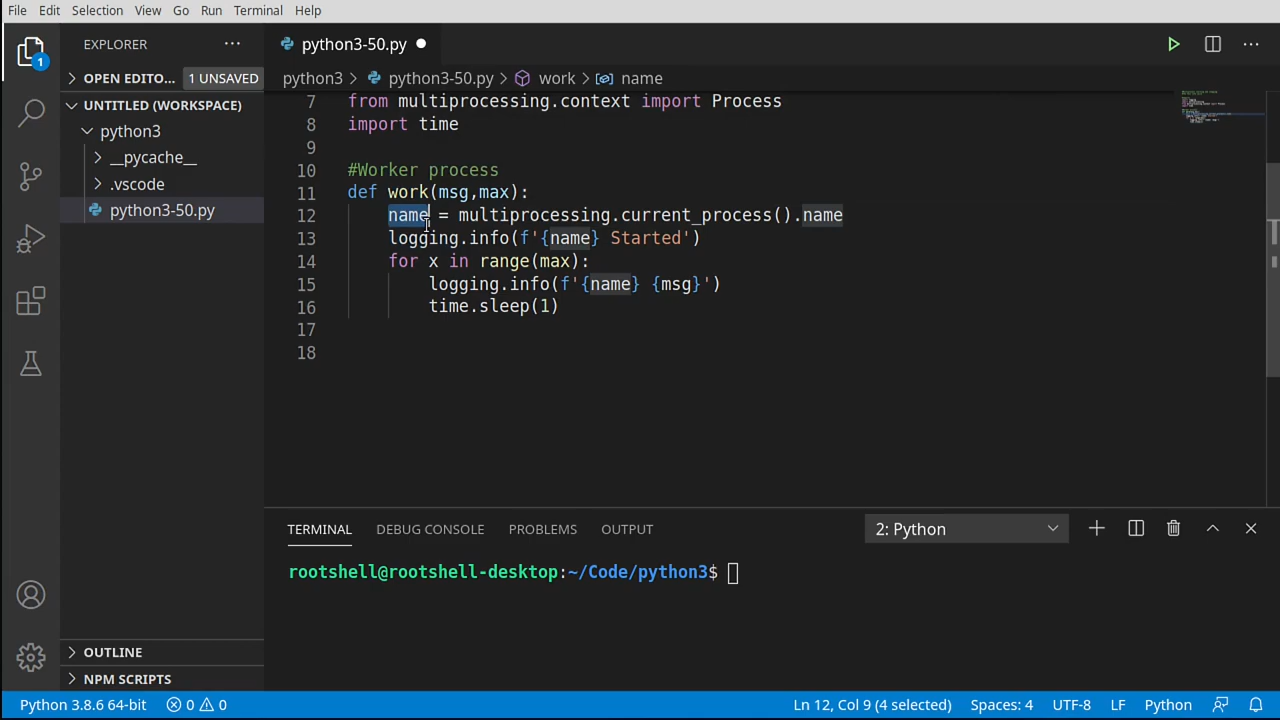 File Edit Selection View Go Run Terminal Help
EXPLORER
python3-50.py
OPEN EDITO... 1 UNSAVED
python3 > python3-50.py > work > name
UNTITLED (WORKSPACE)
python3
__pycache__
.vscode
python3-50.py
1
7 from multiprocessing.context import Process
8 import time
9
10 #Worker process
11 def work(msg,max):
12 name = multiprocessing.current_process().name
13 logging.info(f'{name} Started')
14 for x in range(max):
15 logging.info(f'{name} {msg}')
16 time.sleep(1)
17
18
TERMINAL DEBUG CONSOLE PROBLEMS OUTPUT 2: Python
rootshell@rootshell-desktop:~/Code/python3$
OUTLINE
NPM SCRIPTS
Python 3.8.6 64-bit 0 0 Ln 12, Col 9 (4 selected) Spaces: 4 UTF-8 LF Python